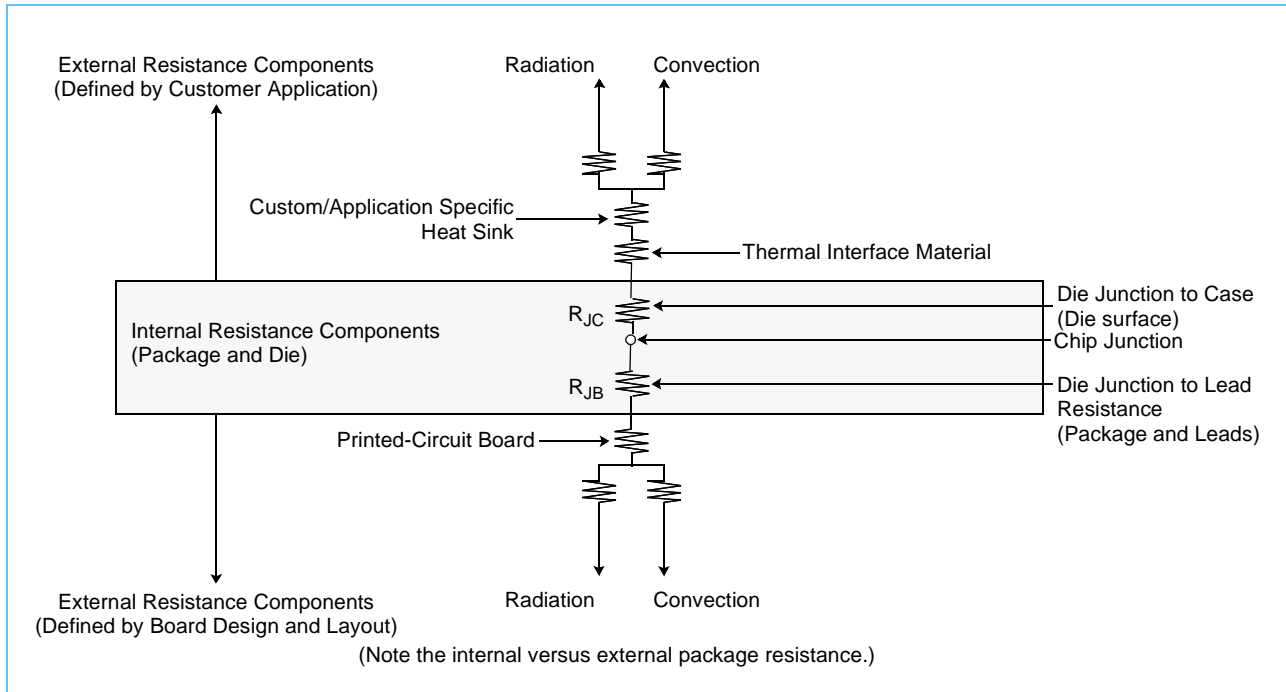 External Resistance Components
(Defined by Customer Application)
Radiation
Convection
Custom/Application Specific
Heat Sink
Thermal Interface Material
Internal Resistance Components
(Package and Die)
RJC
Die Junction to Case
(Die surface)
Chip Junction
RJB
Die Junction to Lead
Resistance
(Package and Leads)
Printed-Circuit Board
External Resistance Components
(Defined by Board Design and Layout)
Radiation
Convection
(Note the internal versus external package resistance.)